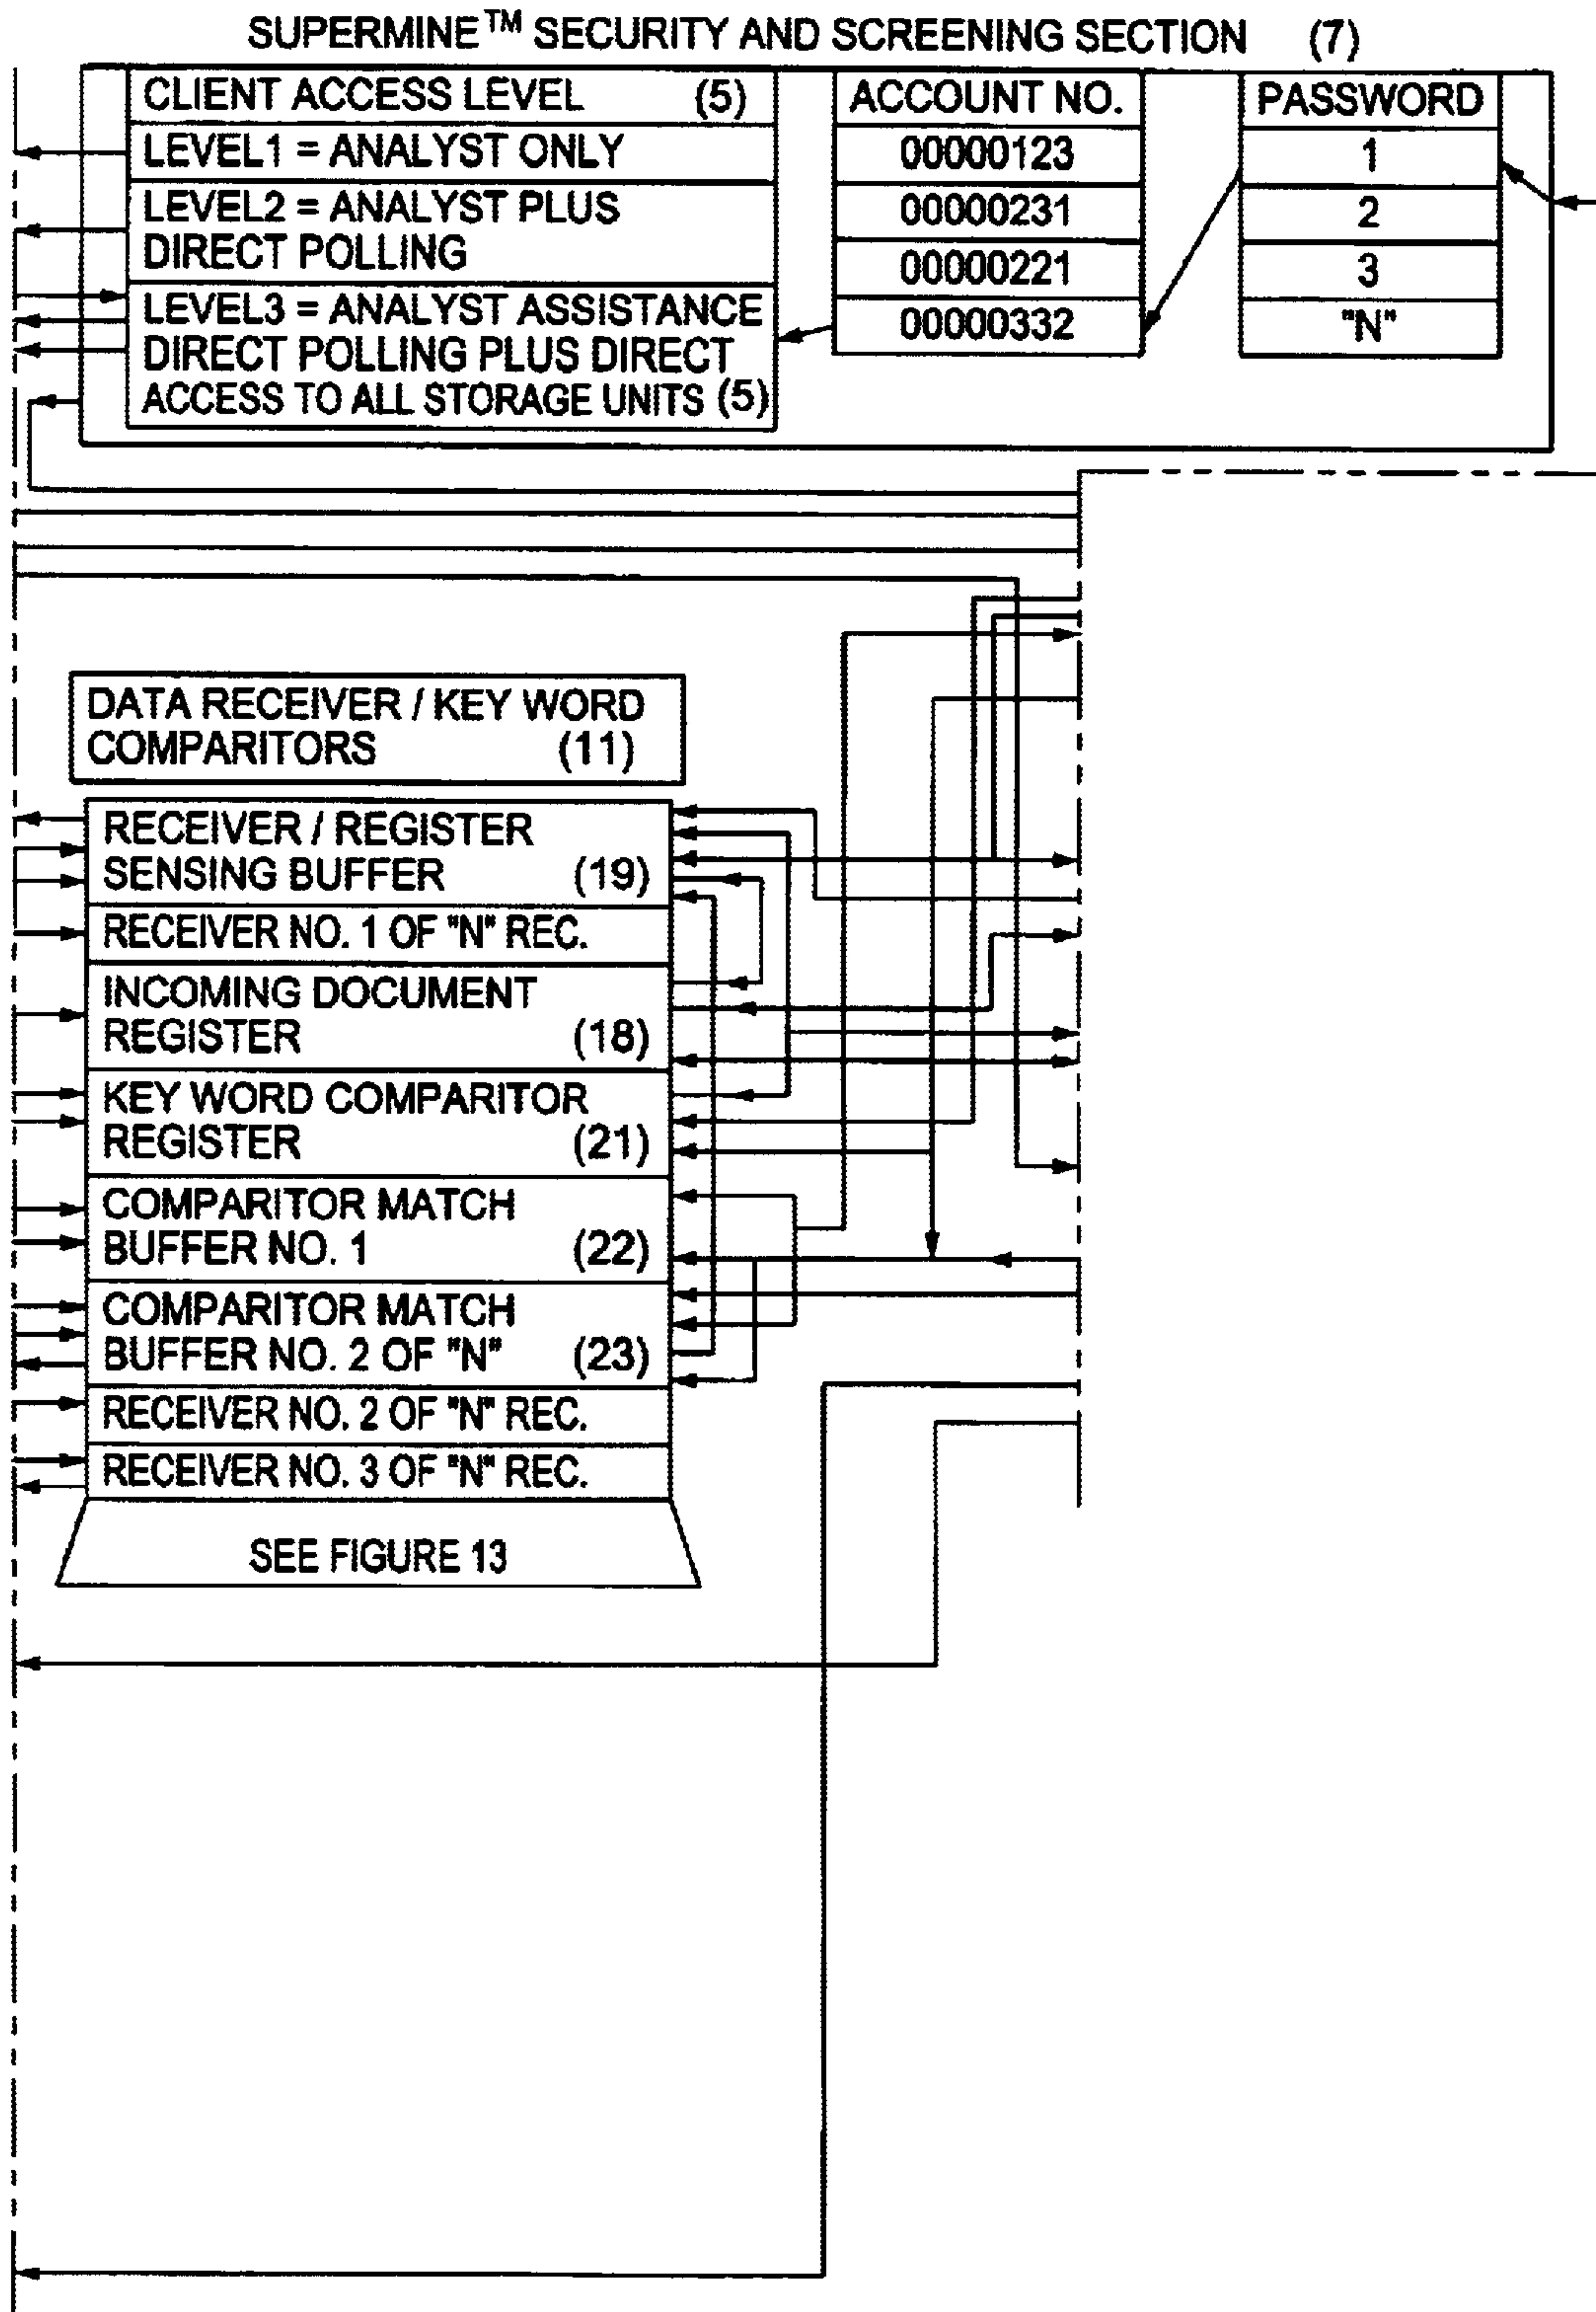 SUPERMINE™ SECURITY AND SCREENING SECTION (7)
CLIENT ACCESS LEVEL (5)
LEVEL1 = ANALYST ONLY
LEVEL2 = ANALYST PLUS
DIRECT POLLING
LEVEL3 = ANALYST ASSISTANCE
DIRECT POLLING PLUS DIRECT
ACCESS TO ALL STORAGE UNITS (5)
ACCOUNT NO.
00000123
00000231
00000221
00000332
PASSWORD
1
2
3
"N"
DATA RECEIVER / KEY WORD
COMPARITORS (11)
RECEIVER / REGISTER
SENSING BUFFER (19)
RECEIVER NO. 1 OF "N" REC.
INCOMING DOCUMENT
REGISTER (18)
KEY WORD COMPARITOR
REGISTER (21)
COMPARITOR MATCH
BUFFER NO. 1 (22)
COMPARITOR MATCH
BUFFER NO. 2 OF "N" (23)
RECEIVER NO. 2 OF "N" REC.
RECEIVER NO. 3 OF "N" REC.
SEE FIGURE 13